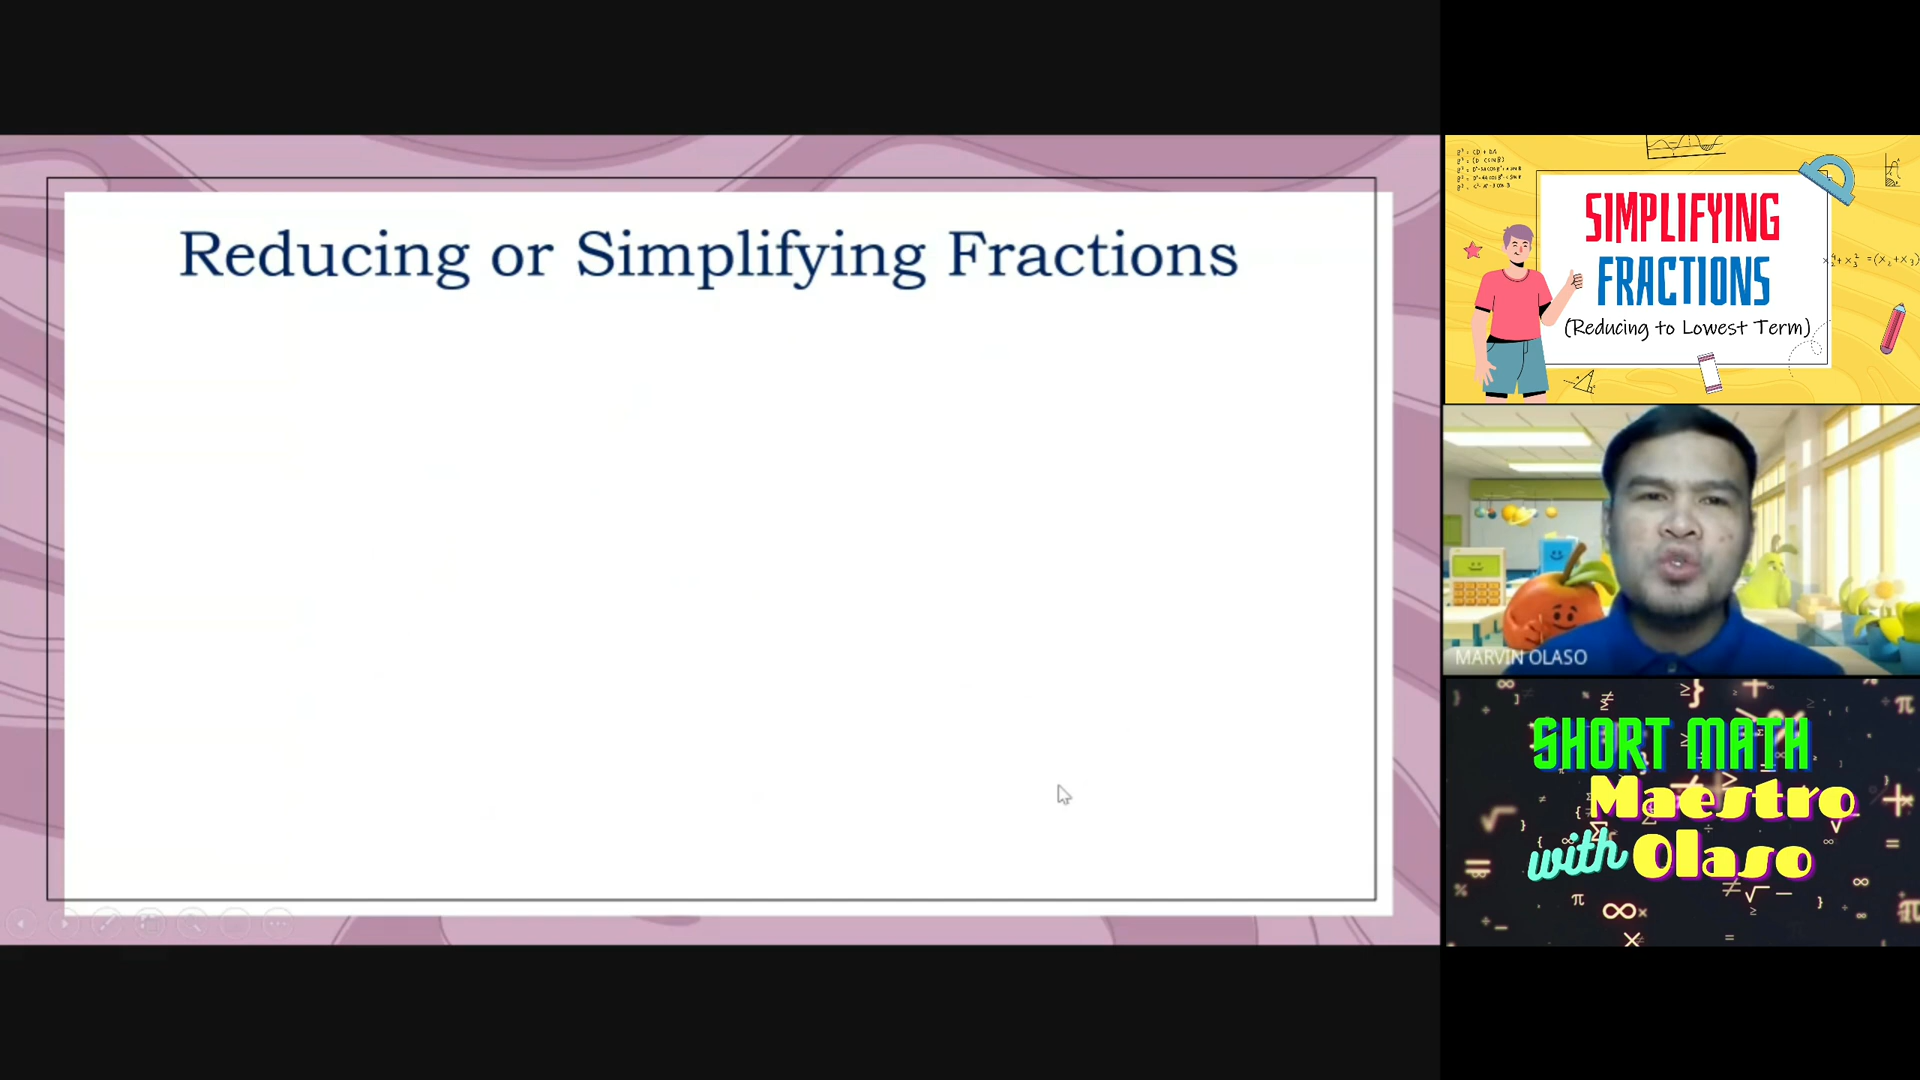 Reducing or Simplifying Fractions
SIMPLIFYING
FRACTIONS
(Reducing to Lowest Term)
MARVIN OLASO
SHORT MATH
Maestro
with Olaso